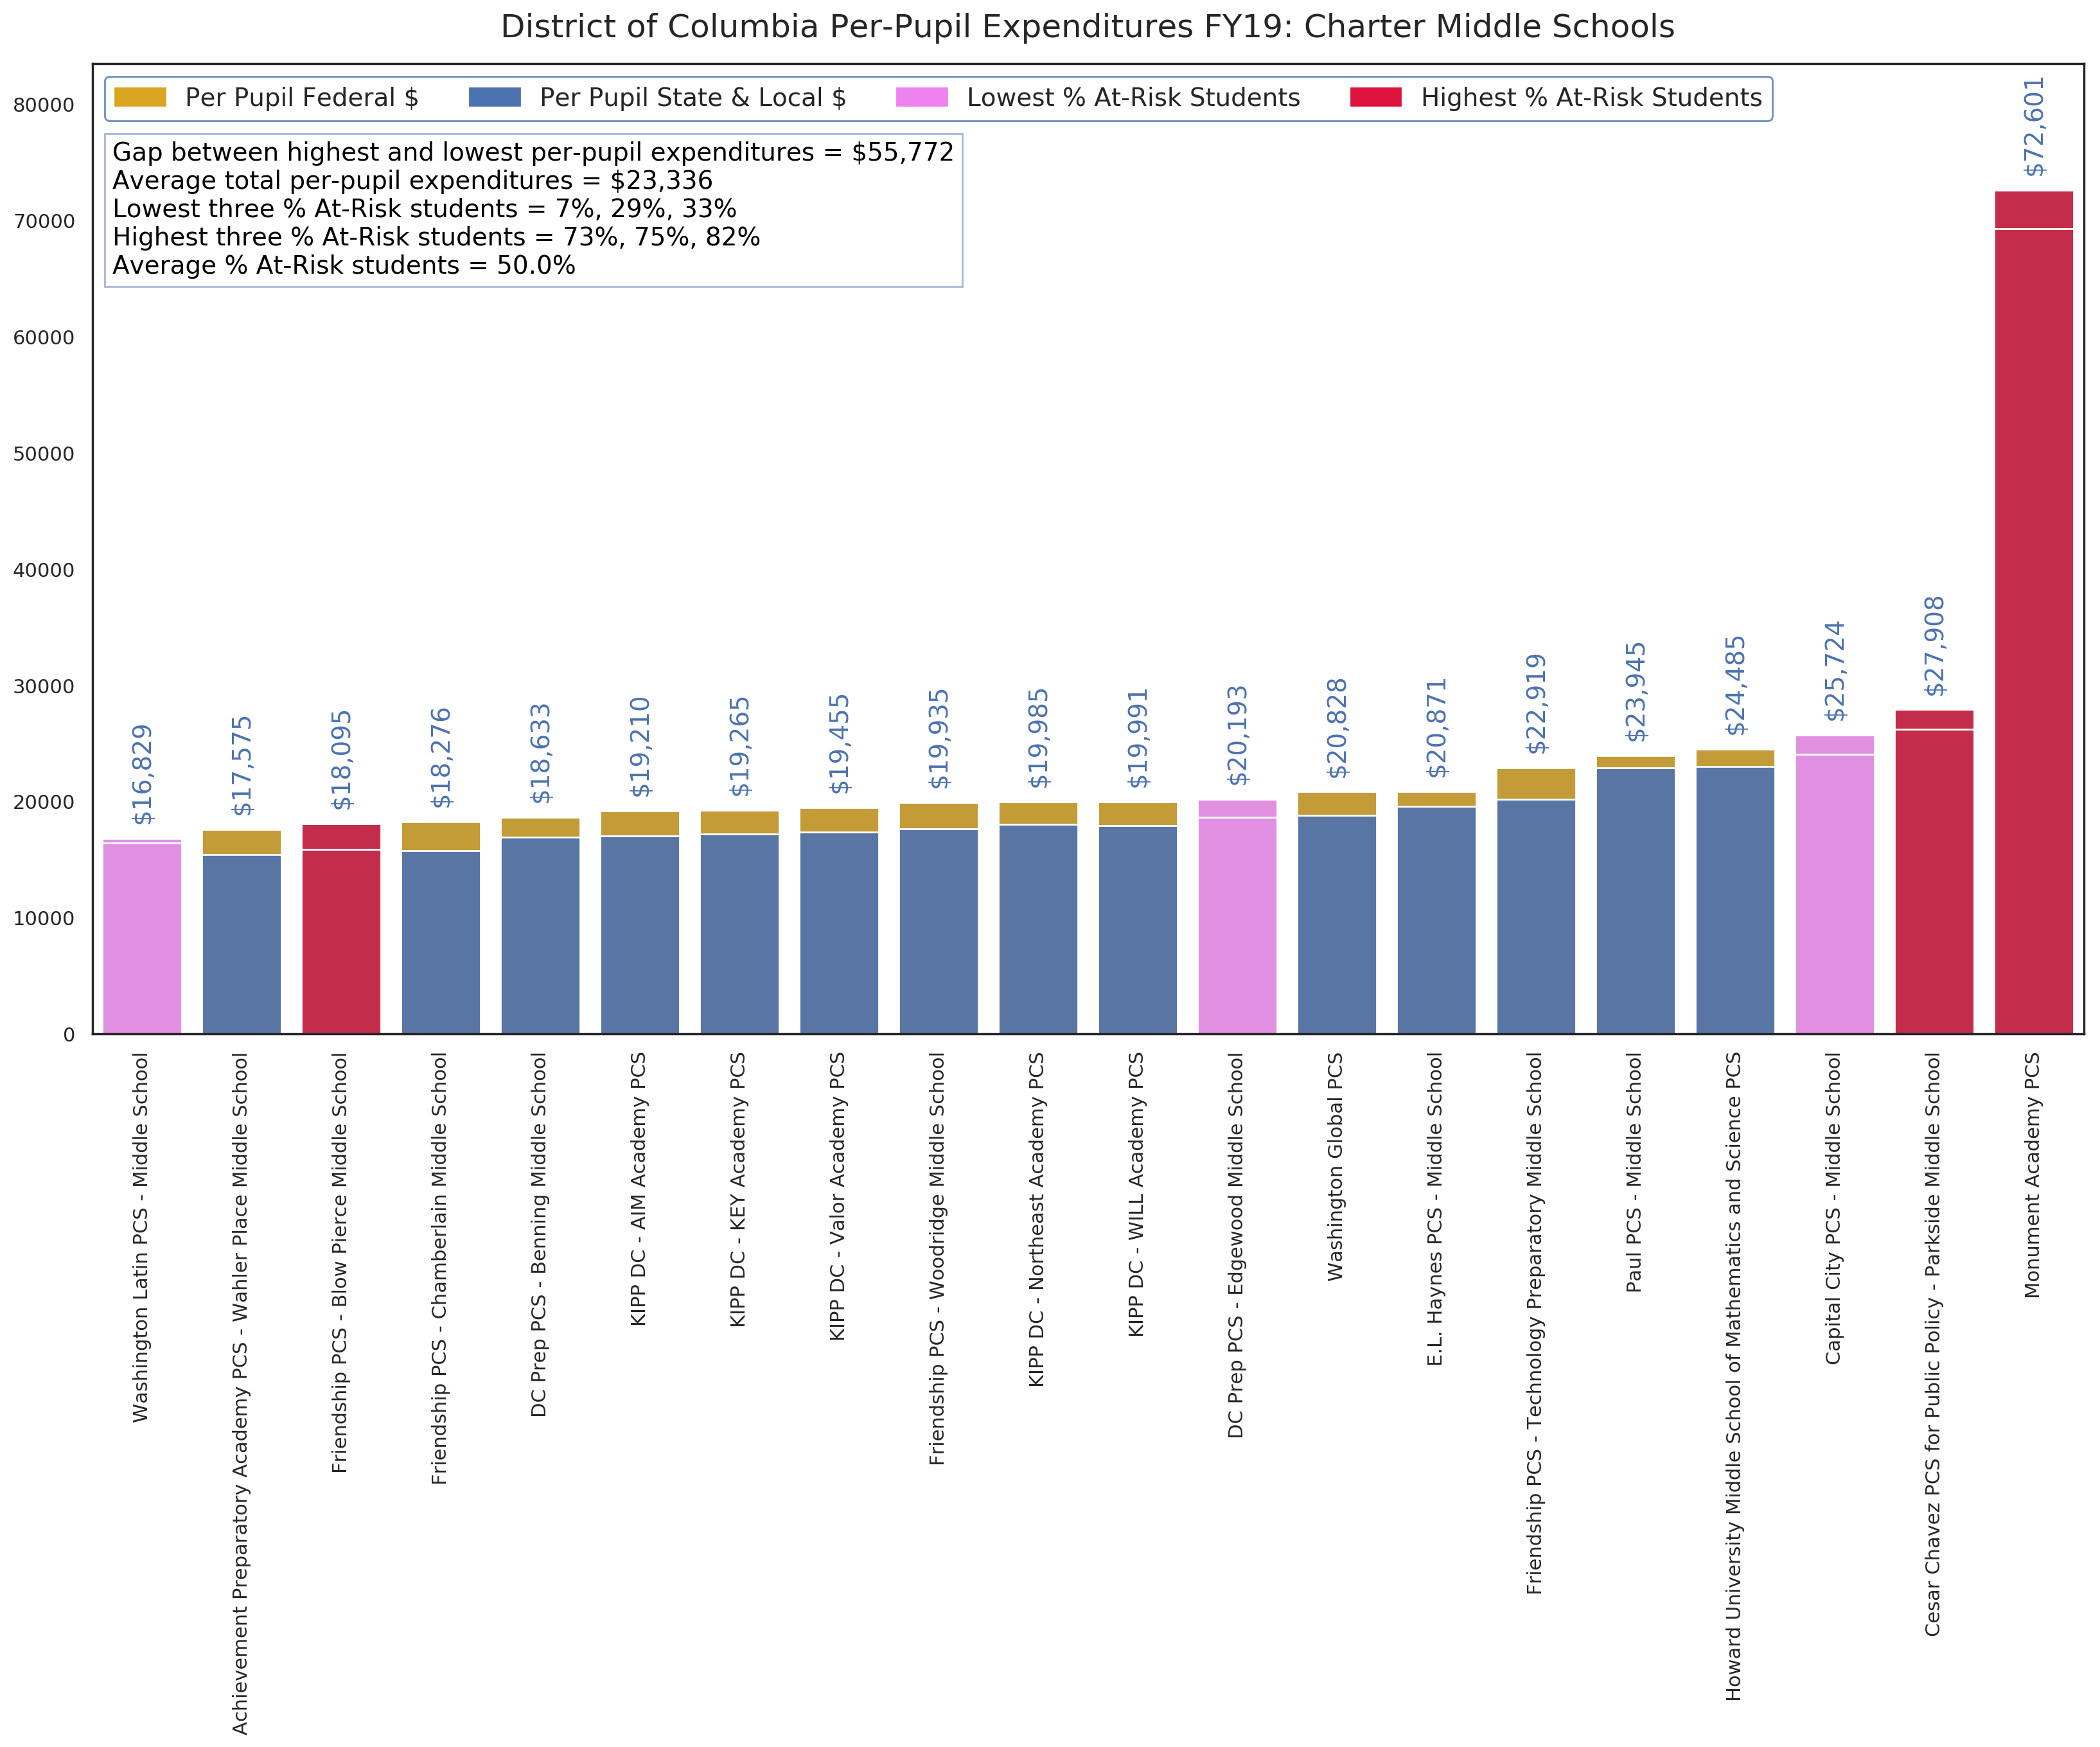 District of Columbia Per-Pupil Expenditures FY19: Charter Middle Schools
Per Pupil Federal $
Per Pupil State & Local $
Lowest % At-Risk Students
Highest % At-Risk Students
Gap between highest and lowest per-pupil expenditures = $55,772
Average total per-pupil expenditures = $23,336
Lowest three % At-Risk students = 7%, 29%, 33%
Highest three % At-Risk students = 73%, 75%, 82%
Average % At-Risk students = 50.0%
80000
70000
60000
50000
40000
30000
20000
10000
0
$16,829
$17,575
$18,095
$18,276
$18,633
$19,210
$19,265
$19,455
$19,935
$19,985
$19,991
$20,193
$20,828
$20,871
$22,919
$23,945
$24,485
$25,724
$27,908
$72,601
Washington Latin PCS - Middle School
Achievement Preparatory Academy PCS - Wahler Place Middle School
Friendship PCS - Blow Pierce Middle School
Friendship PCS - Chamberlain Middle School
DC Prep PCS - Benning Middle School
KIPP DC - AIM Academy PCS
KIPP DC - KEY Academy PCS
KIPP DC - Valor Academy PCS
Friendship PCS - Woodridge Middle School
KIPP DC - Northeast Academy PCS
KIPP DC - WILL Academy PCS
DC Prep PCS - Edgewood Middle School
Washington Global PCS
E.L. Haynes PCS - Middle School
Friendship PCS - Technology Preparatory Middle School
Paul PCS - Middle School
Howard University Middle School of Mathematics and Science PCS
Capital City PCS - Middle School
Cesar Chavez PCS for Public Policy - Parkside Middle School
Monument Academy PCS